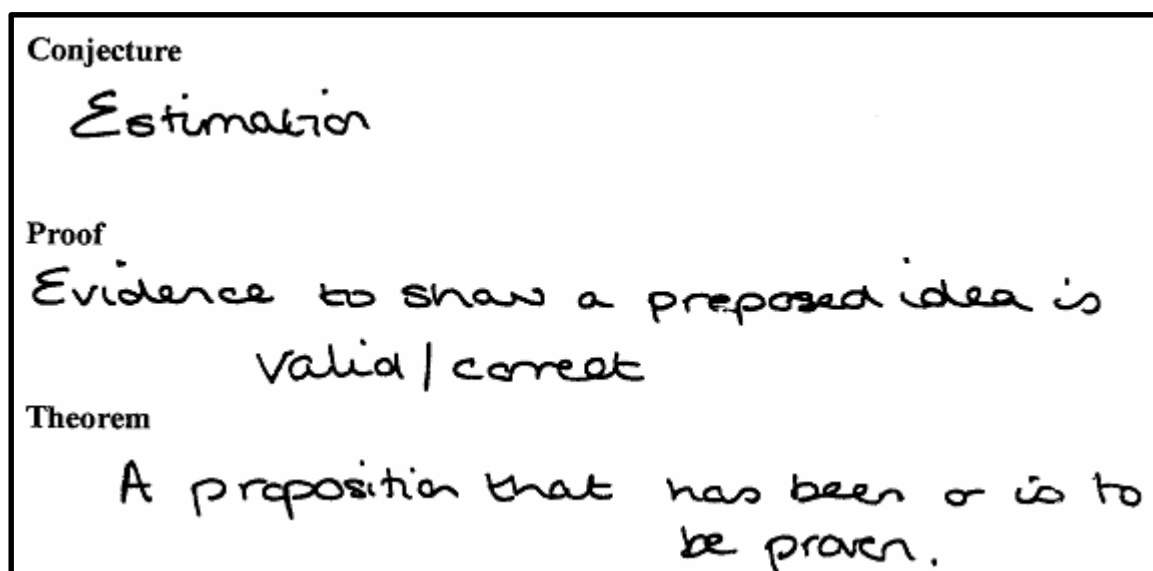 Conjecture
Estimation
Proof
Evidence to show a proposed idea is
valid / correct
Theorem
A proposition that has been or is to
be proven.